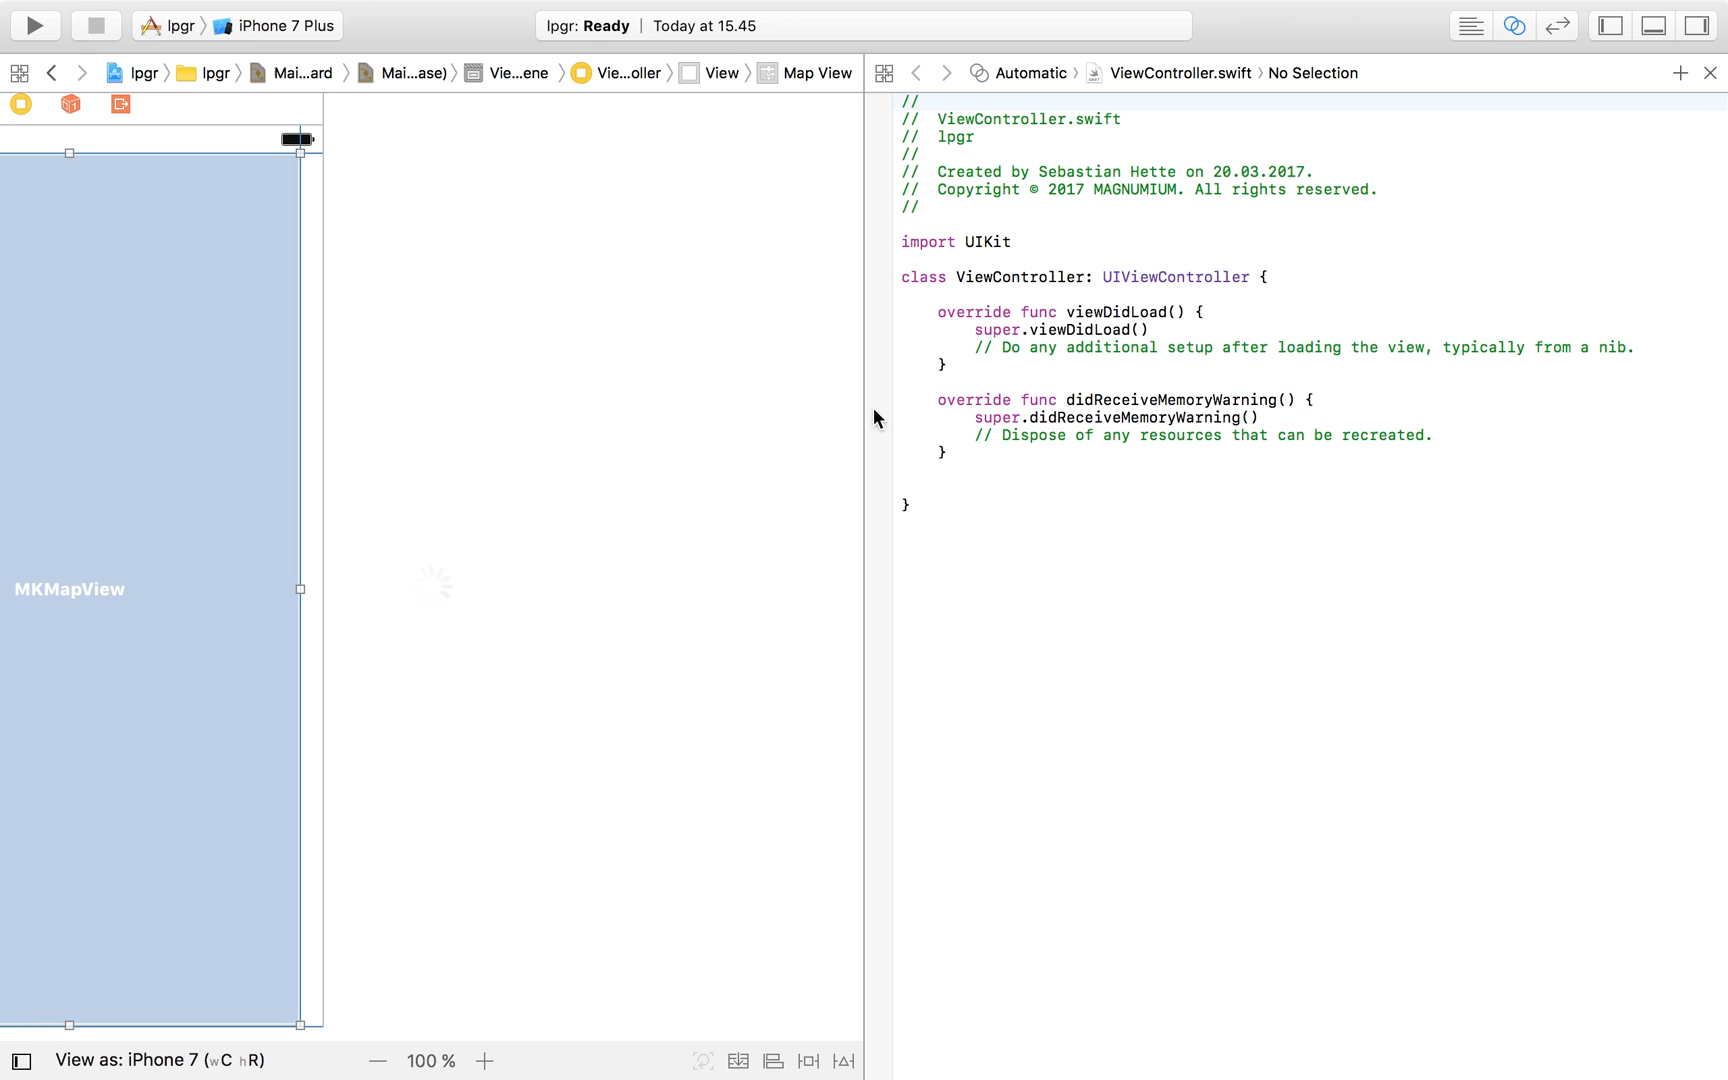 lpgr iPhone 7 Plus lpgr: Ready | Today at 15.45
lpgr lpgr Mai...ard Mai...ase) Vie...ene Vie...oller View Map View
Automatic ViewController.swift No Selection
MKMapView
View as: iPhone 7 (wC hR) 100 %
//
// ViewController.swift
// lpgr
//
// Created by Sebastian Hette on 20.03.2017.
// Copyright © 2017 MAGNUMIUM. All rights reserved.
//
import UIKit
class ViewController: UIViewController {
override func viewDidLoad() {
super.viewDidLoad()
// Do any additional setup after loading the view, typically from a nib.
}
override func didReceiveMemoryWarning() {
super.didReceiveMemoryWarning()
// Dispose of any resources that can be recreated.
}
}